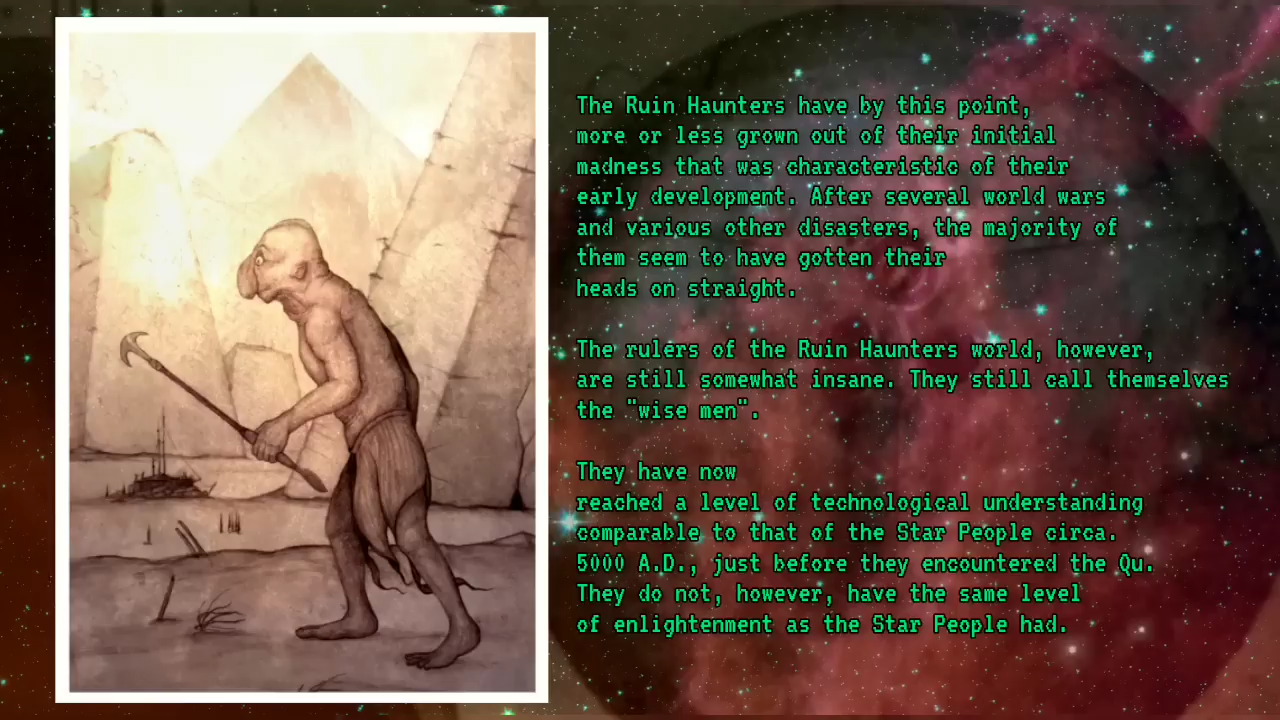 The Ruin Haunters have by this point,
more or less grown out of their initial
madness that was characteristic of their
early development. After several world wars
and various other disasters, the majority of
them seem to have gotten their
heads on straight.
The rulers of the Ruin Haunters world, however,
are still somewhat insane. They still call themselves
the "wise men".
They have now
reached a level of technological understanding
comparable to that of the Star People circa.
5000 A.D., just before they encountered the Qu.
They do not, however, have the same level
of enlightenment as the Star People had.